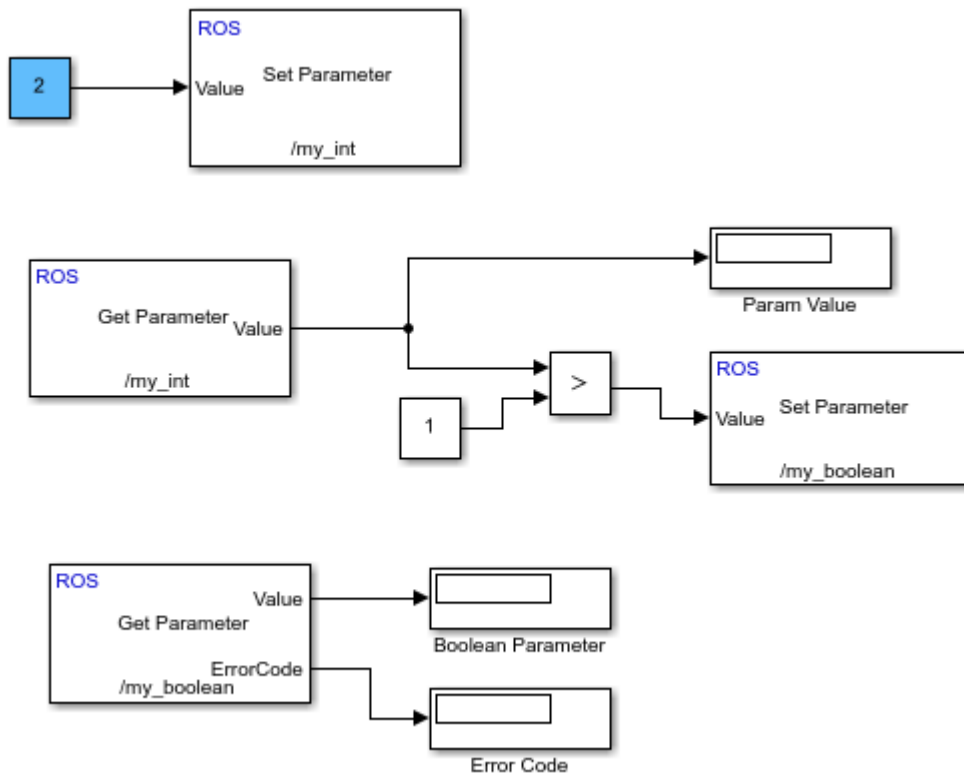 ROS
2
Value
Set Parameter
/my_int
ROS
Get Parameter
Value
/my_int
Param Value
>
1
ROS
Value
Set Parameter
/my_boolean
ROS
Value
Get Parameter
ErrorCode
/my_boolean
Boolean Parameter
Error Code